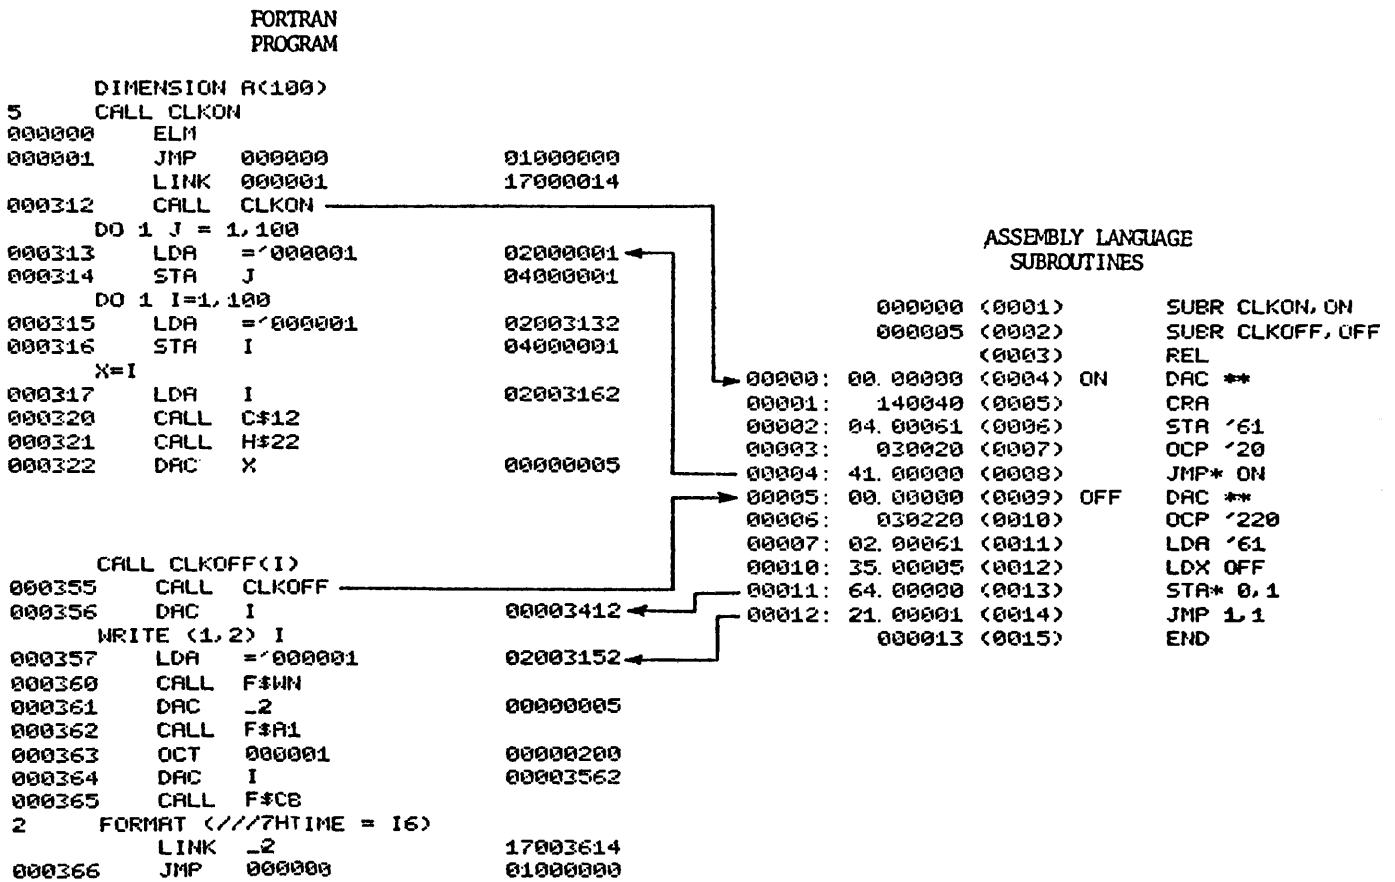 FORTRAN
PROGRAM
DIMENSION A(100)
5 CALL CLKON
000000 ELM
000001 JMP 000000 01000000
LINK 000001 17000014
000312 CALL CLKON
DO 1 J = 1,100
000313 LDA ='000001 02000001
000314 STA J 04000001
DO 1 I=1,100
000315 LDA ='000001 02003132
000316 STA I 04000001
X=I
000317 LDA I 02003162
000320 CALL C$12
000321 CALL H$22
000322 DAC X 00000005
CALL CLKOFF(I)
000355 CALL CLKOFF
000356 DAC I 00003412
WRITE (1,2) I
000357 LDA ='000001 02003152
000360 CALL F$WN
000361 DAC _2 00000005
000362 CALL F$A1
000363 OCT 000001 00000200
000364 DAC I 00003562
000365 CALL F$CB
2 FORMAT (///7HTIME = I6)
LINK _2 17003614
000366 JMP 000000 01000000
ASSEMBLY LANGUAGE
SUBROUTINES
000000 (0001) SUBR CLKON,ON
000005 (0002) SUBR CLKOFF,OFF
(0003) REL
00000: 00.00000 (0004) ON DAC **
00001: 140040 (0005) CRA
00002: 04.00061 (0006) STA '61
00003: 030020 (0007) OCP '20
00004: 41.00000 (0008) JMP* ON
00005: 00.00000 (0009) OFF DAC **
00006: 030220 (0010) OCP '220
00007: 02.00061 (0011) LDA '61
00010: 35.00005 (0012) LDX OFF
00011: 64.00000 (0013) STA* 0,1
00012: 21.00001 (0014) JMP 1,1
000013 (0015) END